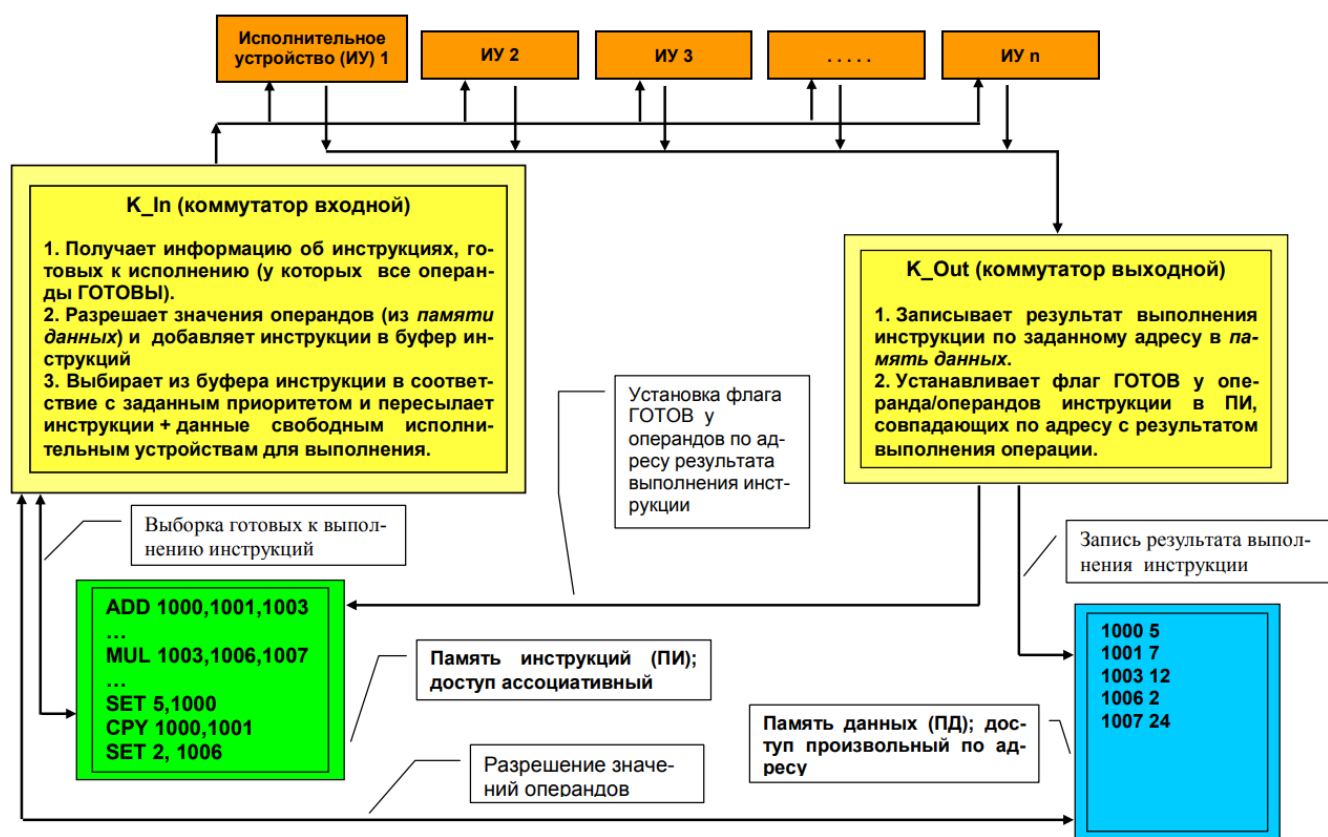 Исполнительное
устройство (ИУ) 1
ИУ 2
ИУ 3
. . . . .
ИУ n
K_In (коммутатор входной)
1. Получает информацию об инструкциях, го-
товых к исполнению (у которых все операн-
ды ГОТОВЫ).
2. Разрешает значения операндов (из памяти
данных) и добавляет инструкции в буфер ин-
струкций
3. Выбирает из буфера инструкции в соответ-
ствие с заданным приоритетом и пересылает
инструкции + данные свободным исполни-
тельным устройствам для выполнения.
K_Out (коммутатор выходной)
1. Записывает результат выполнения
инструкции по заданному адресу в па-
мять данных.
2. Устанавливает флаг ГОТОВ у опе-
ранда/операндов инструкции в ПИ,
совпадающих по адресу с результатом
выполнения операции.
Установка флага
ГОТОВ у
операндов по ад-
ресу результата
выполнения инст-
рукции
Выборка готовых к выпол-
нению инструкций
Запись результата выпол-
нения инструкции
ADD 1000,1001,1003
...
MUL 1003,1006,1007
...
SET 5,1000
CPY 1000,1001
SET 2, 1006
Память инструкций (ПИ);
доступ ассоциативный
1000 5
1001 7
1003 12
1006 2
1007 24
Память данных (ПД); дос-
туп произвольный по ад-
ресу
Разрешение значе-
ний операндов